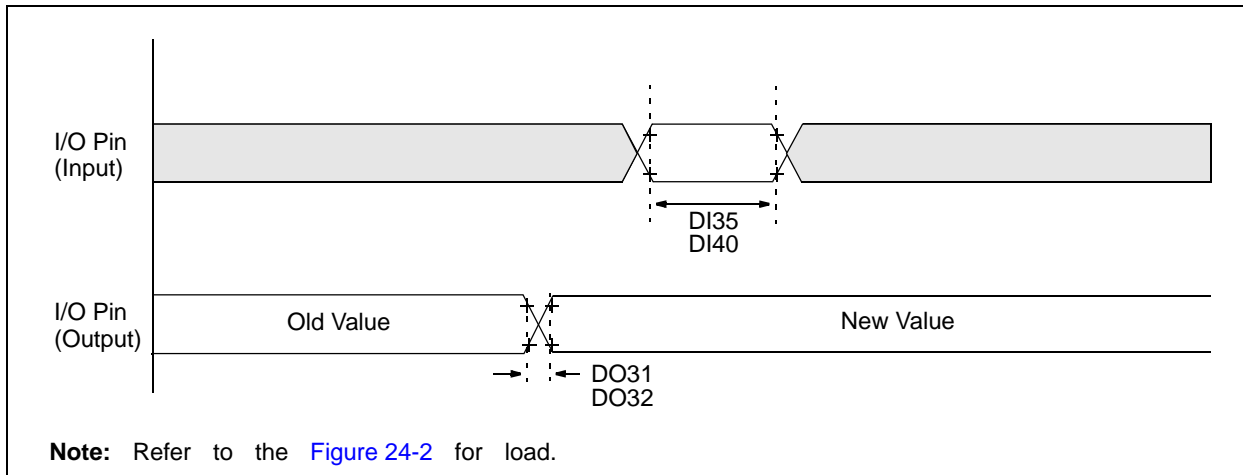 I/O Pin
(Input)
DI35
DI40
I/O Pin
(Output)
Old Value
New Value
DO31
DO32
Note: Refer to the Figure 24-2 for load.